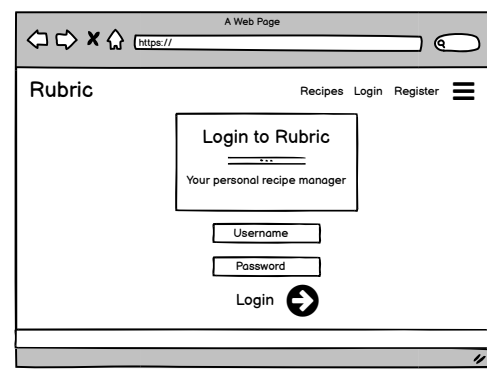 A Web Page
https://
Rubric
Recipes Login Register
Login to Rubric
Your personal recipe manager
Username
Password
Login